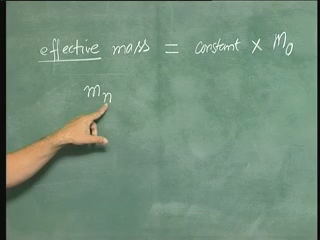 effective mass = constant × m₀
mₙ